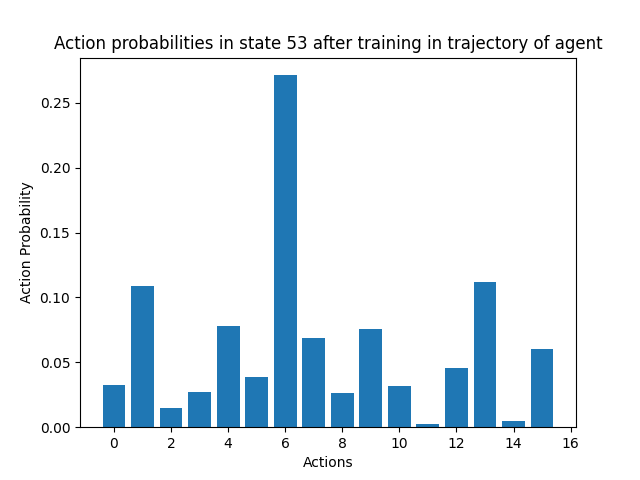 Action probabilities in state 53 after training in trajectory of agent
0.25
0.20
0.15
0.10
0.05
0.00
Action Probability
0 2 4 6 8 10 12 14 16
Actions